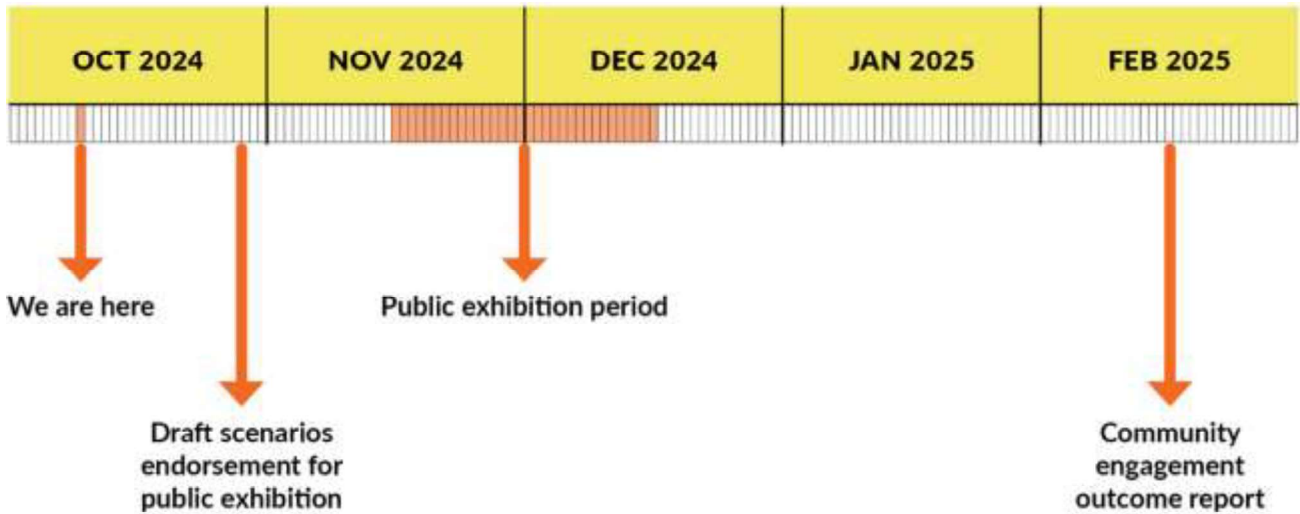 OCT 2024
NOV 2024
DEC 2024
JAN 2025
FEB 2025
We are here
Public exhibition period
Draft scenarios
endorsement for
public exhibition
Community
engagement
outcome report